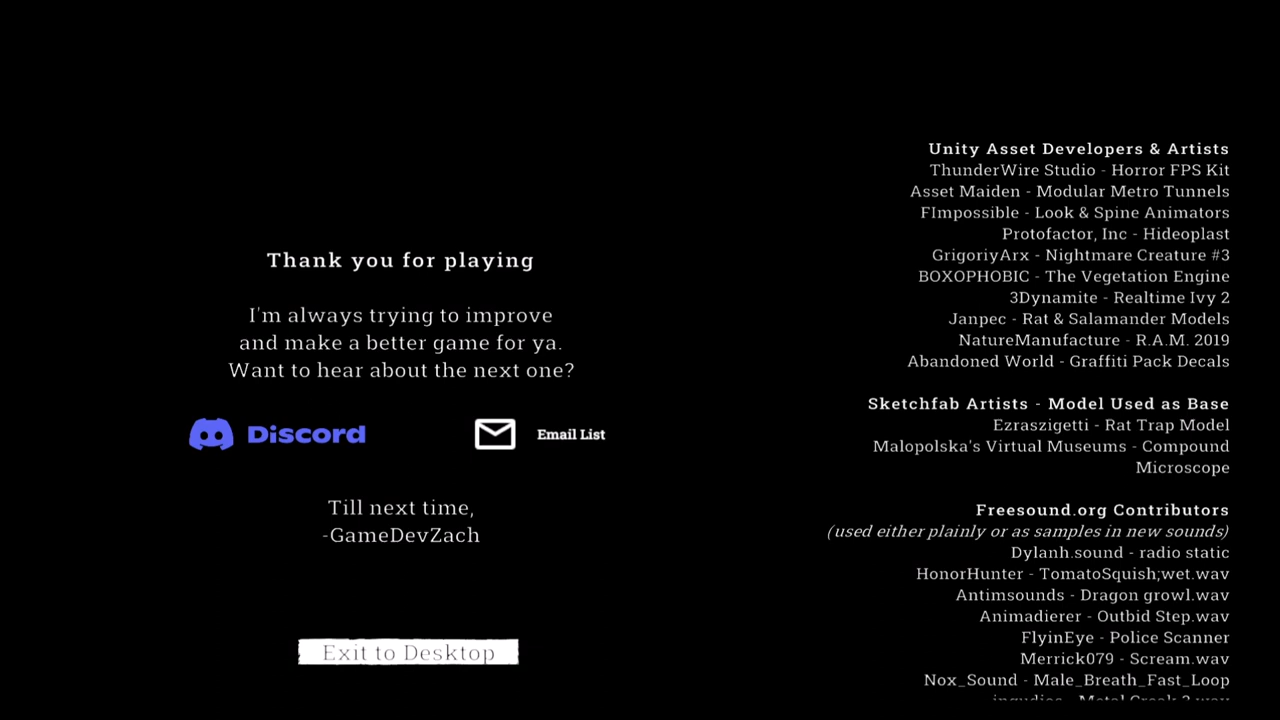 Thank you for playing
I'm always trying to improve
and make a better game for ya.
Want to hear about the next one?
Discord
Email List
Till next time,
-GameDevZach
Exit to Desktop
Unity Asset Developers & Artists
ThunderWire Studio - Horror FPS Kit
Asset Maiden - Modular Metro Tunnels
FImpossible - Look & Spine Animators
Protofactor, Inc - Hideoplast
GrigoriyArx - Nightmare Creature #3
BOXOPHOBIC - The Vegetation Engine
3Dynamite - Realtime Ivy 2
Janpec - Rat & Salamander Models
NatureManufacture - R.A.M. 2019
Abandoned World - Graffiti Pack Decals
Sketchfab Artists - Model Used as Base
Ezraszigetti - Rat Trap Model
Malopolska's Virtual Museums - Compound
Microscope
Freesound.org Contributors
(used either plainly or as samples in new sounds)
Dylanh.sound - radio static
HonorHunter - TomatoSquish;wet.wav
Antimsounds - Dragon growl.wav
Animadierer - Outbid Step.wav
FlyinEye - Police Scanner
Merrick079 - Scream.wav
Nox_Sound - Male_Breath_Fast_Loop